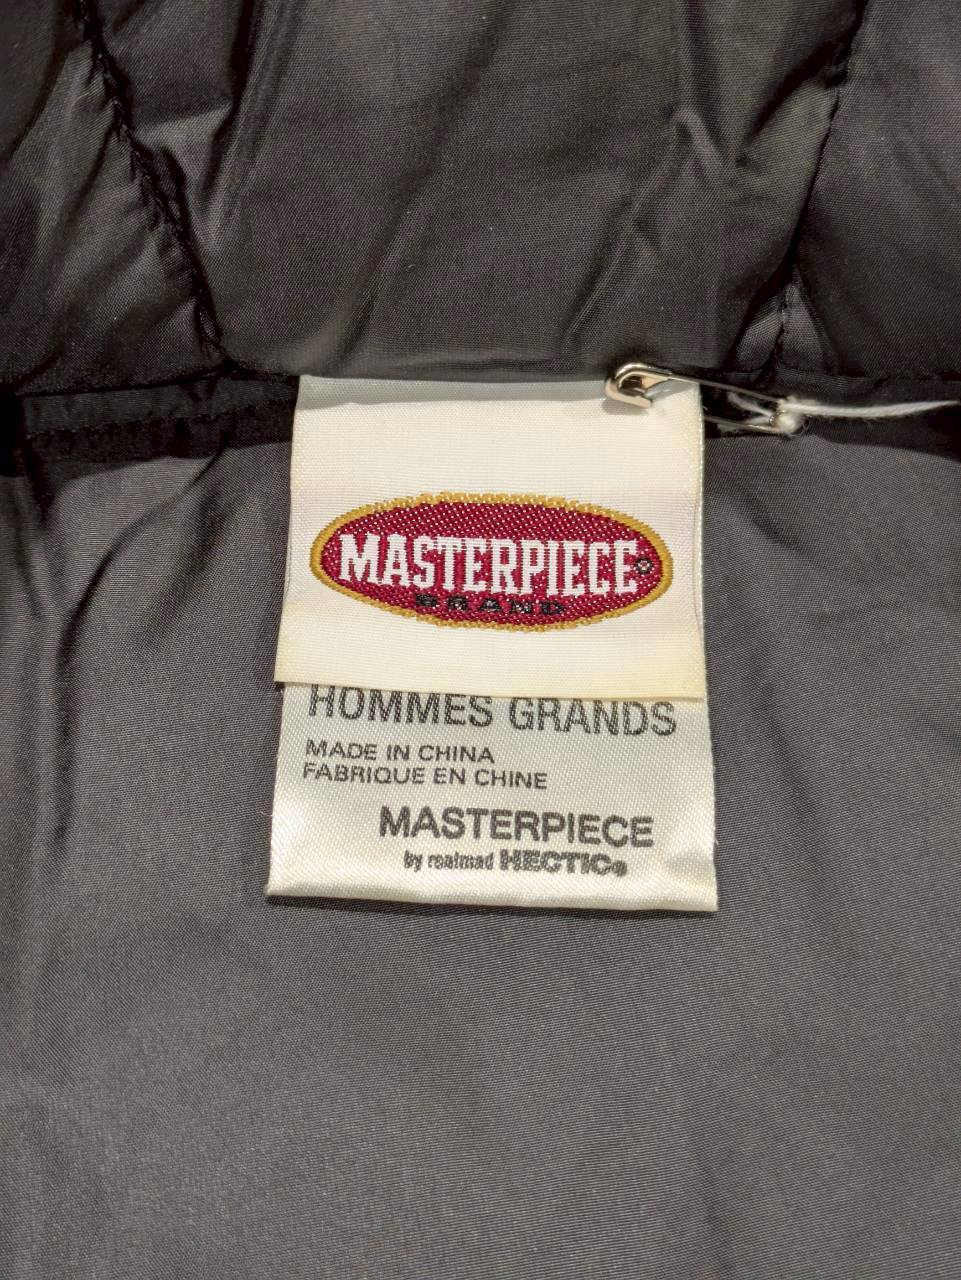 MASTERPIECE
BRAND
HOMMES GRANDS
MADE IN CHINA
FABRIQUE EN CHINE
MASTERPIECE
by realmad HECTIC®